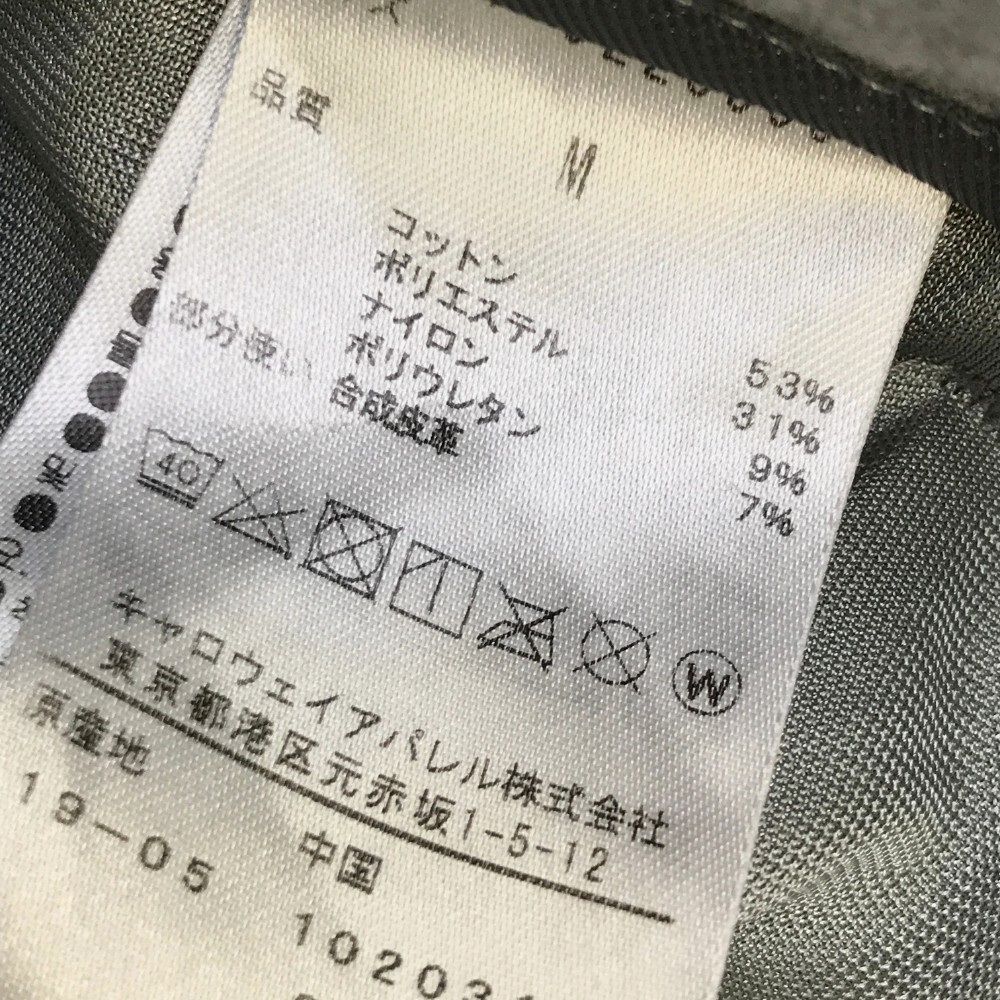 ズ
品質
M
コットン 53%
ポリエステル 31%
ナイロン 9%
ポリウレタン 7%
部分使い 合成皮革
40
W
キャロウェイアパレル株式会社
東京都港区元赤坂1-5-12
原産地 中国
19-05